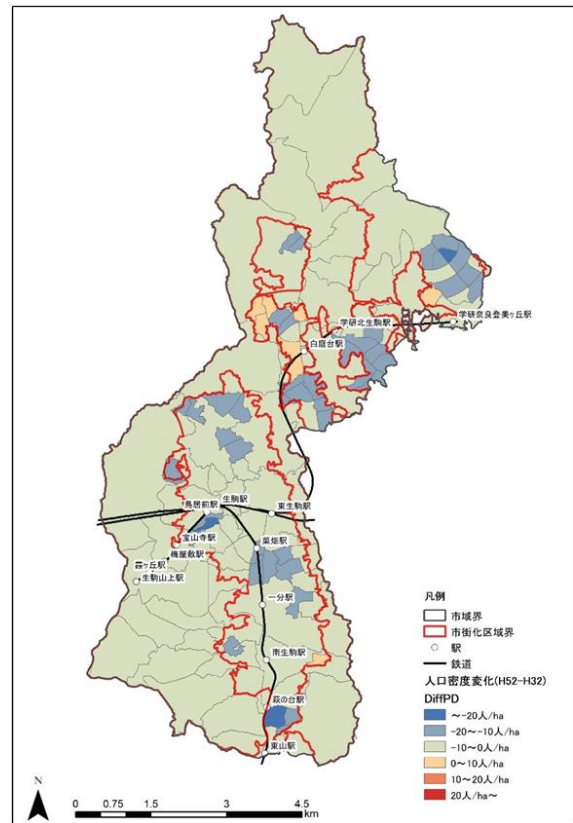 学研奈良登美ヶ丘駅
学研北生駒駅
白庭台駅
生駒駅
鳥居前駅
東生駒駅
宝山寺駅
菜畑駅
梅屋敷駅
霞ヶ丘駅
生駒山上駅
一分駅
南生駒駅
萩の台駅
東山駅
凡例
市域界
市街化区域界
駅
鉄道
人口密度変化(H52-H32)
DiffPD
～-20人/ha
-20～-10人/ha
-10～0人/ha
0～10人/ha
10～20人/ha
20人/ha～
N
0 0.75 1.5 3 4.5
km